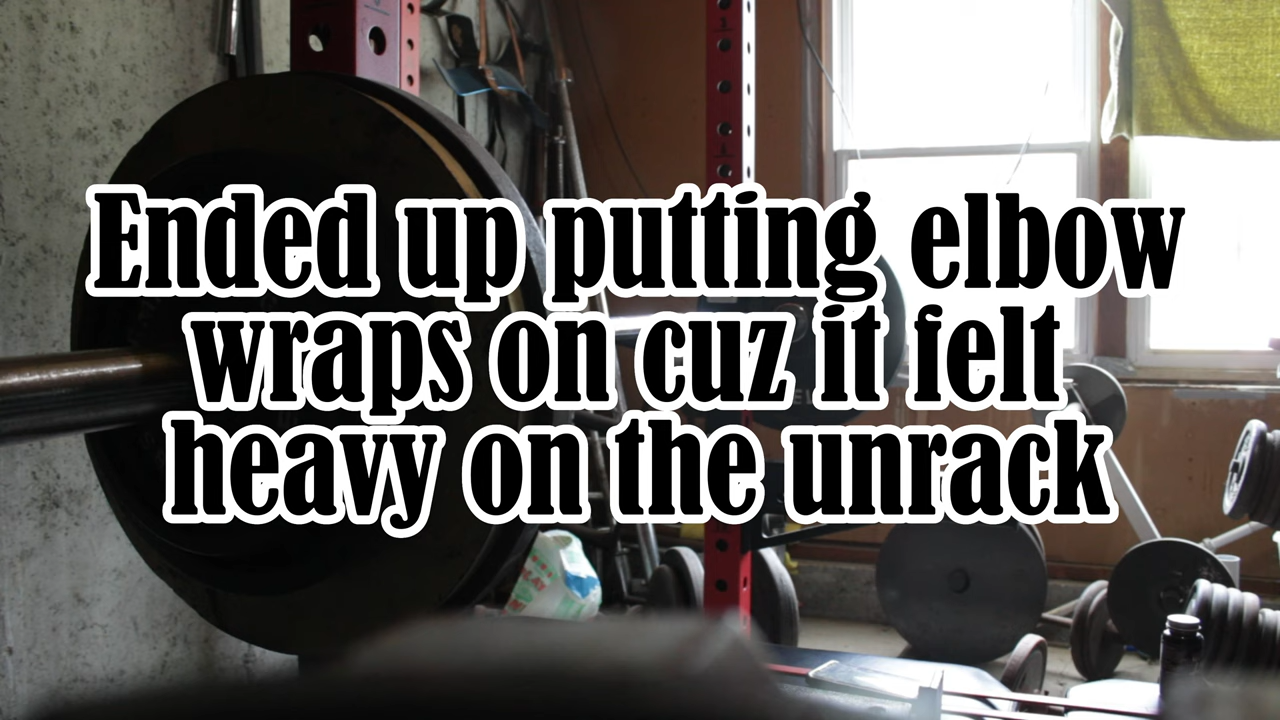 Ended up putting elbow
wraps on cuz it felt
heavy on the unrack